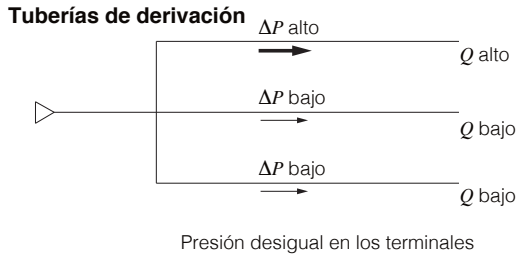 Tuberías de derivación
ΔP alto
Q alto
ΔP bajo
Q bajo
ΔP bajo
Q bajo
Presión desigual en los terminales